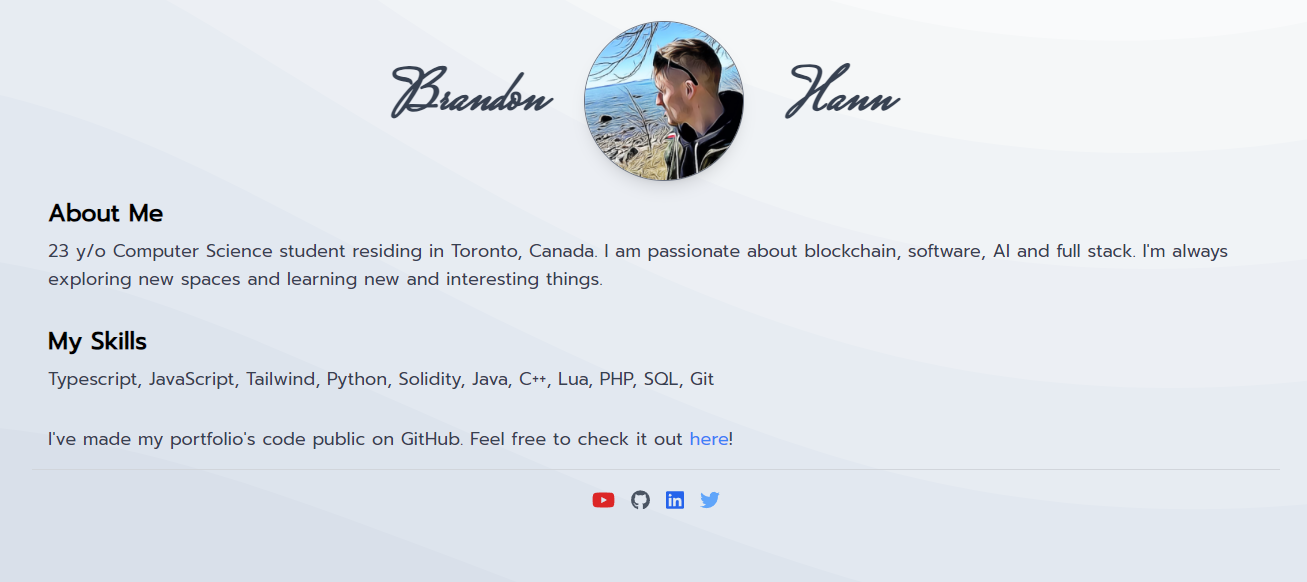 Brandon Hann
About Me
23 y/o Computer Science student residing in Toronto, Canada. I am passionate about blockchain, software, AI and full stack. I'm always
exploring new spaces and learning new and interesting things.
My Skills
Typescript, JavaScript, Tailwind, Python, Solidity, Java, C++, Lua, PHP, SQL, Git
I've made my portfolio's code public on GitHub. Feel free to check it out here!
in